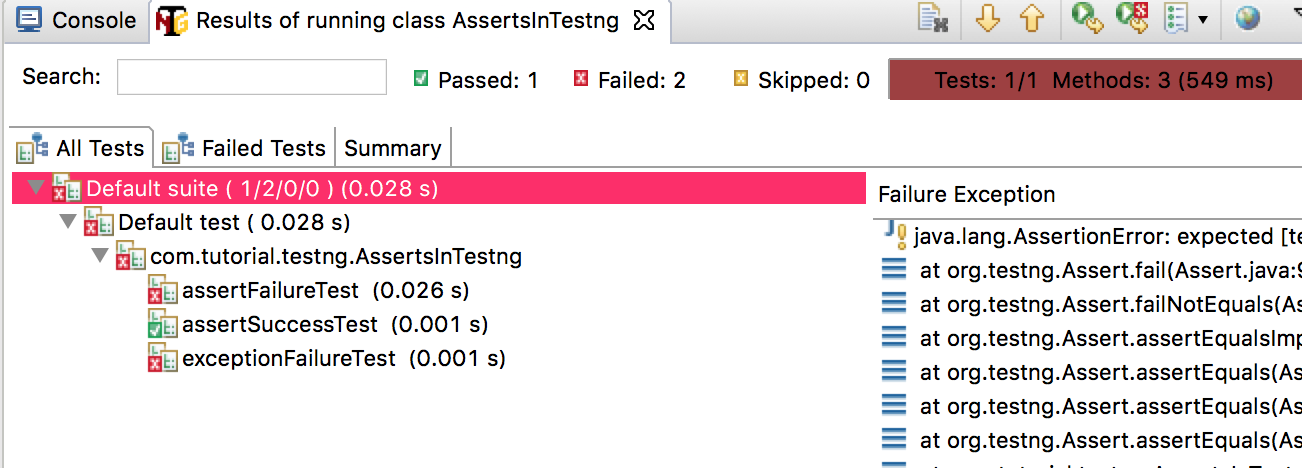 Console
Results of running class AssertsInTestng
Search:
Passed: 1
Failed: 2
Skipped: 0
Tests: 1/1 Methods: 3 (549 ms)
All Tests
Failed Tests
Summary
Default suite ( 1/2/0/0 ) (0.028 s)
Default test ( 0.028 s)
com.tutorial.testng.AssertsInTestng
assertFailureTest (0.026 s)
assertSuccessTest (0.001 s)
exceptionFailureTest (0.001 s)
Failure Exception
java.lang.AssertionError: expected [te
at org.testng.Assert.fail(Assert.java:9
at org.testng.Assert.failNotEquals(As
at org.testng.Assert.assertEqualsImp
at org.testng.Assert.assertEquals(As
at org.testng.Assert.assertEquals(As
at org.testng.Assert.assertEquals(As